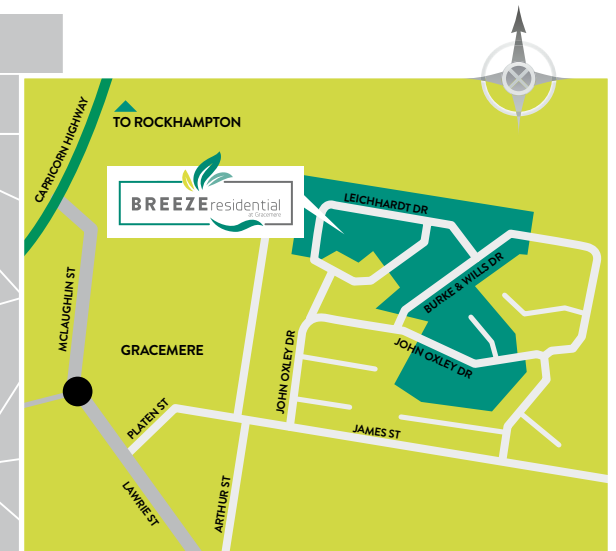 CAPRICORN HIGHWAY
TO ROCKHAMPTON
BREEZE residential
at Gracemere
LEICHHARDT DR
BURKE & WILLS DR
MCLAUGHLIN ST
GRACEMERE
JOHN OXLEY DR
JOHN OXLEY DR
PLATEN ST
JAMES ST
LAWRIE ST
ARTHUR ST